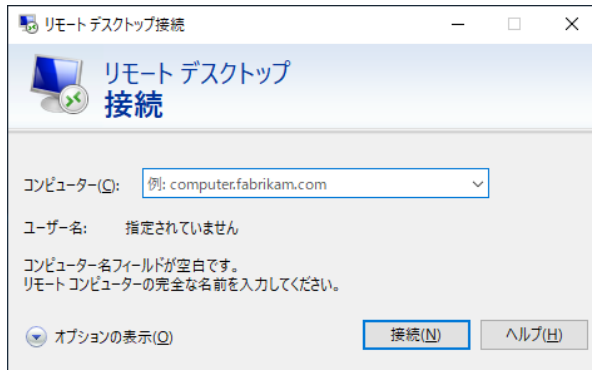 リモート デスクトップ接続
リモート デスクトップ
接続
コンピューター(C):
例: computer.fabrikam.com
ユーザー名: 指定されていません
コンピューター名フィールドが空白です。
リモート コンピューターの完全な名前を入力してください。
オプションの表示(O)
接続(N)
ヘルプ(H)